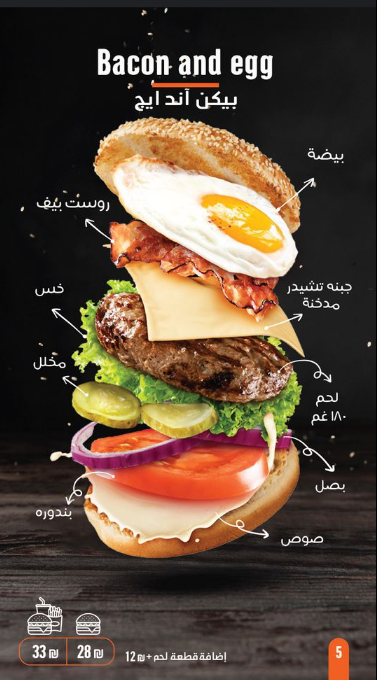 Bacon and egg
بيكن آند ايج
بيضة
روست بيف
جبنه تشيدر
مدخنة
خس
مخلل
لحم
١٨٠ غم
بصل
بندوره
صوص
33 ₪
28 ₪
إضافة قطعة لحم + 12 ₪
5